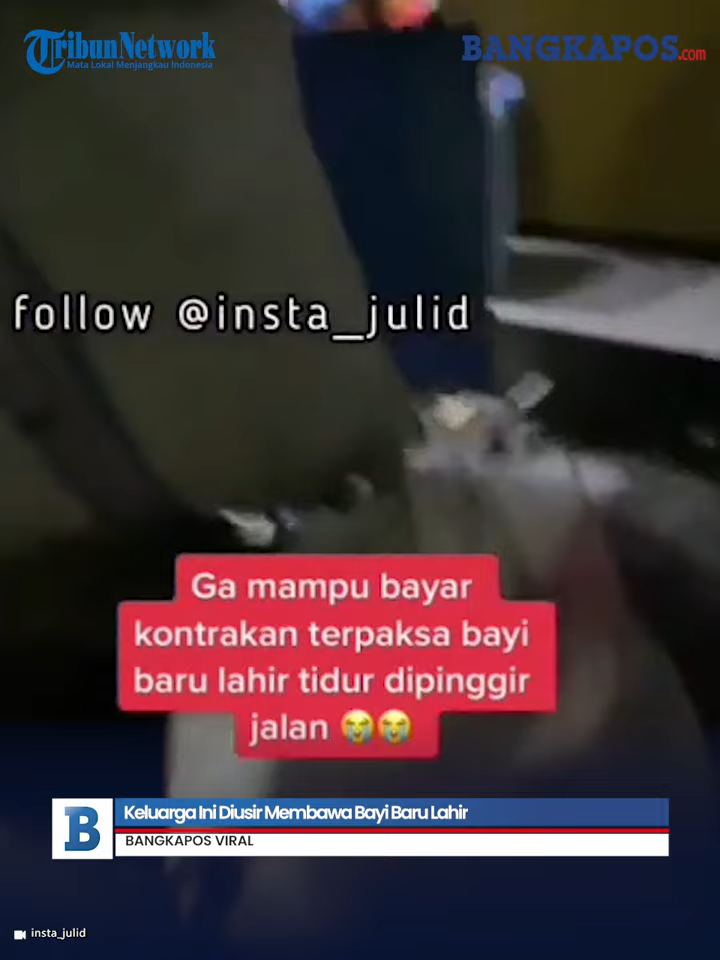 TribunNetwork
Mata Lokal Menjangkau Indonesia
BANGKAPOS.com
follow @insta_julid
Ga mampu bayar
kontrakan terpaksa bayi
baru lahir tidur dipinggir
jalan 😭😭
B
Keluarga Ini Diusir Membawa Bayi Baru Lahir
BANGKAPOS VIRAL
insta_julid